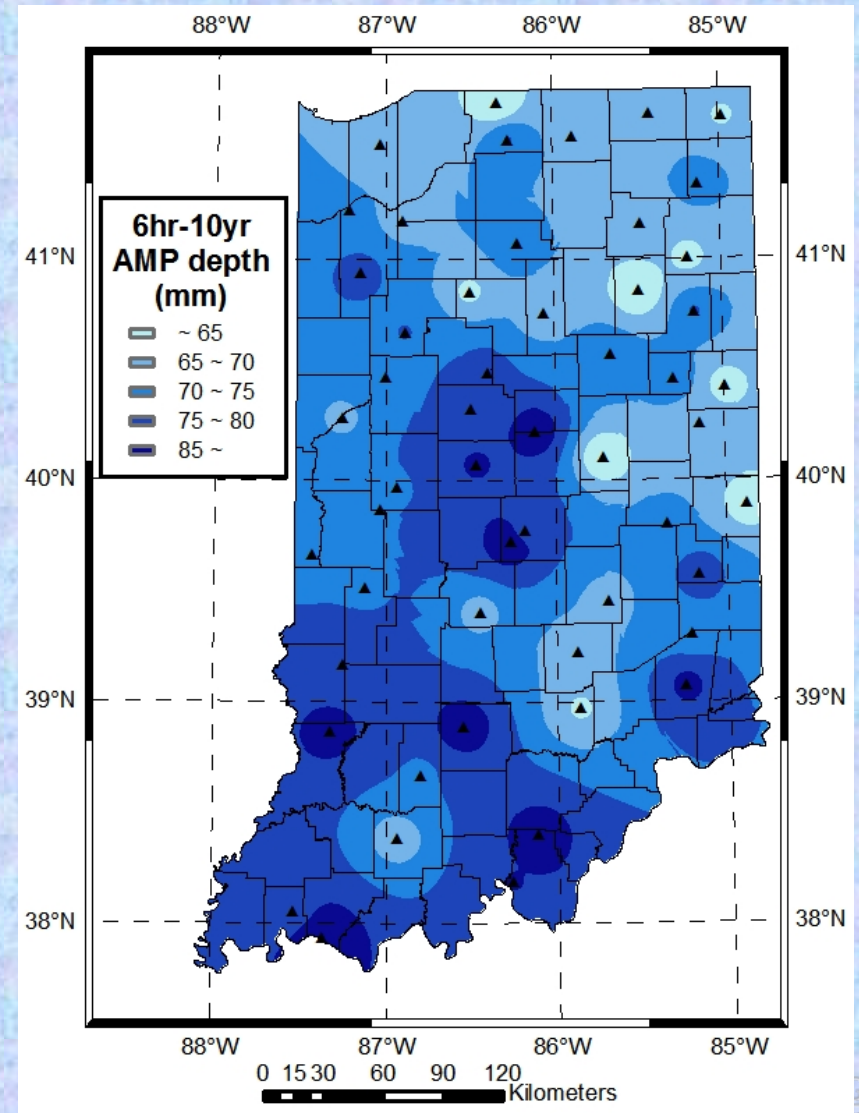 88°W 87°W 86°W 85°W
6hr-10yr
AMP depth
(mm)
~ 65
65 ~ 70
70 ~ 75
75 ~ 80
85 ~
41°N 41°N
40°N 40°N
39°N 39°N
38°N 38°N
88°W 87°W 86°W 85°W
0 15 30 60 90 120
Kilometers